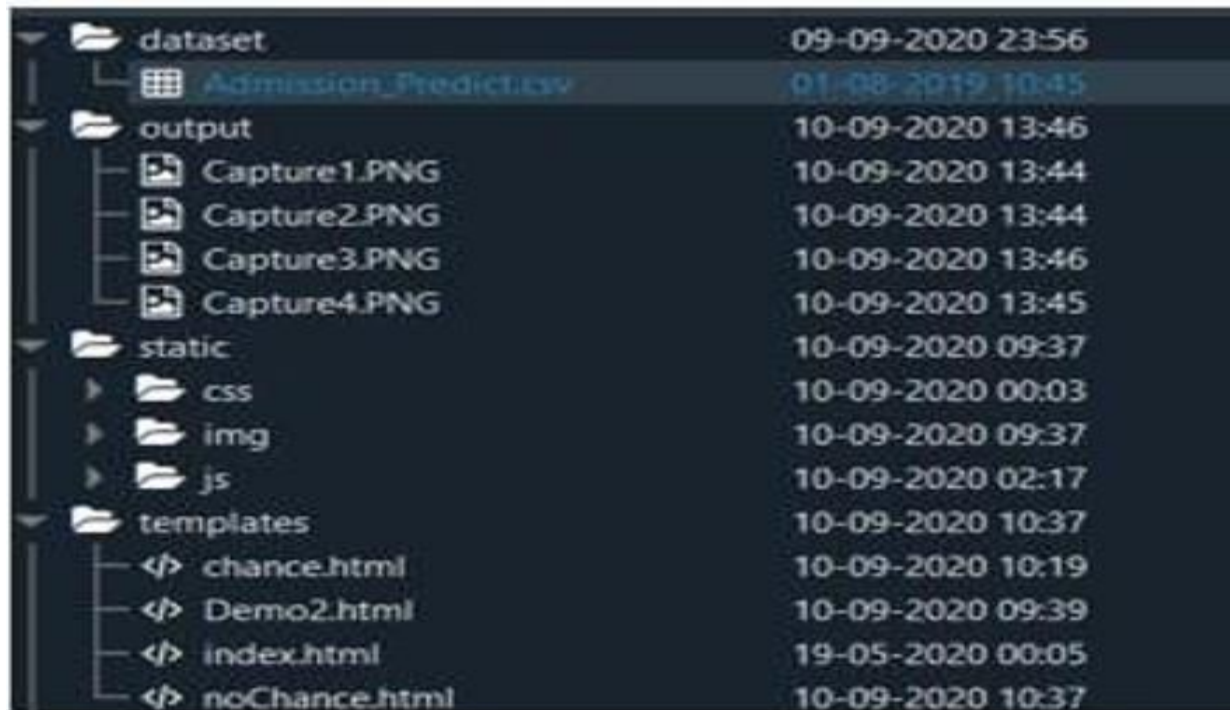 dataset 09-09-2020 23:56
Admission_Predict.csv 01-08-2019 10:45
output 10-09-2020 13:46
Capture1.PNG 10-09-2020 13:44
Capture2.PNG 10-09-2020 13:44
Capture3.PNG 10-09-2020 13:46
Capture4.PNG 10-09-2020 13:45
static 10-09-2020 09:37
css 10-09-2020 00:03
img 10-09-2020 09:37
js 10-09-2020 02:17
templates 10-09-2020 10:37
chance.html 10-09-2020 10:19
Demo2.html 10-09-2020 09:39
index.html 19-05-2020 00:05
noChance.html 10-09-2020 10:37